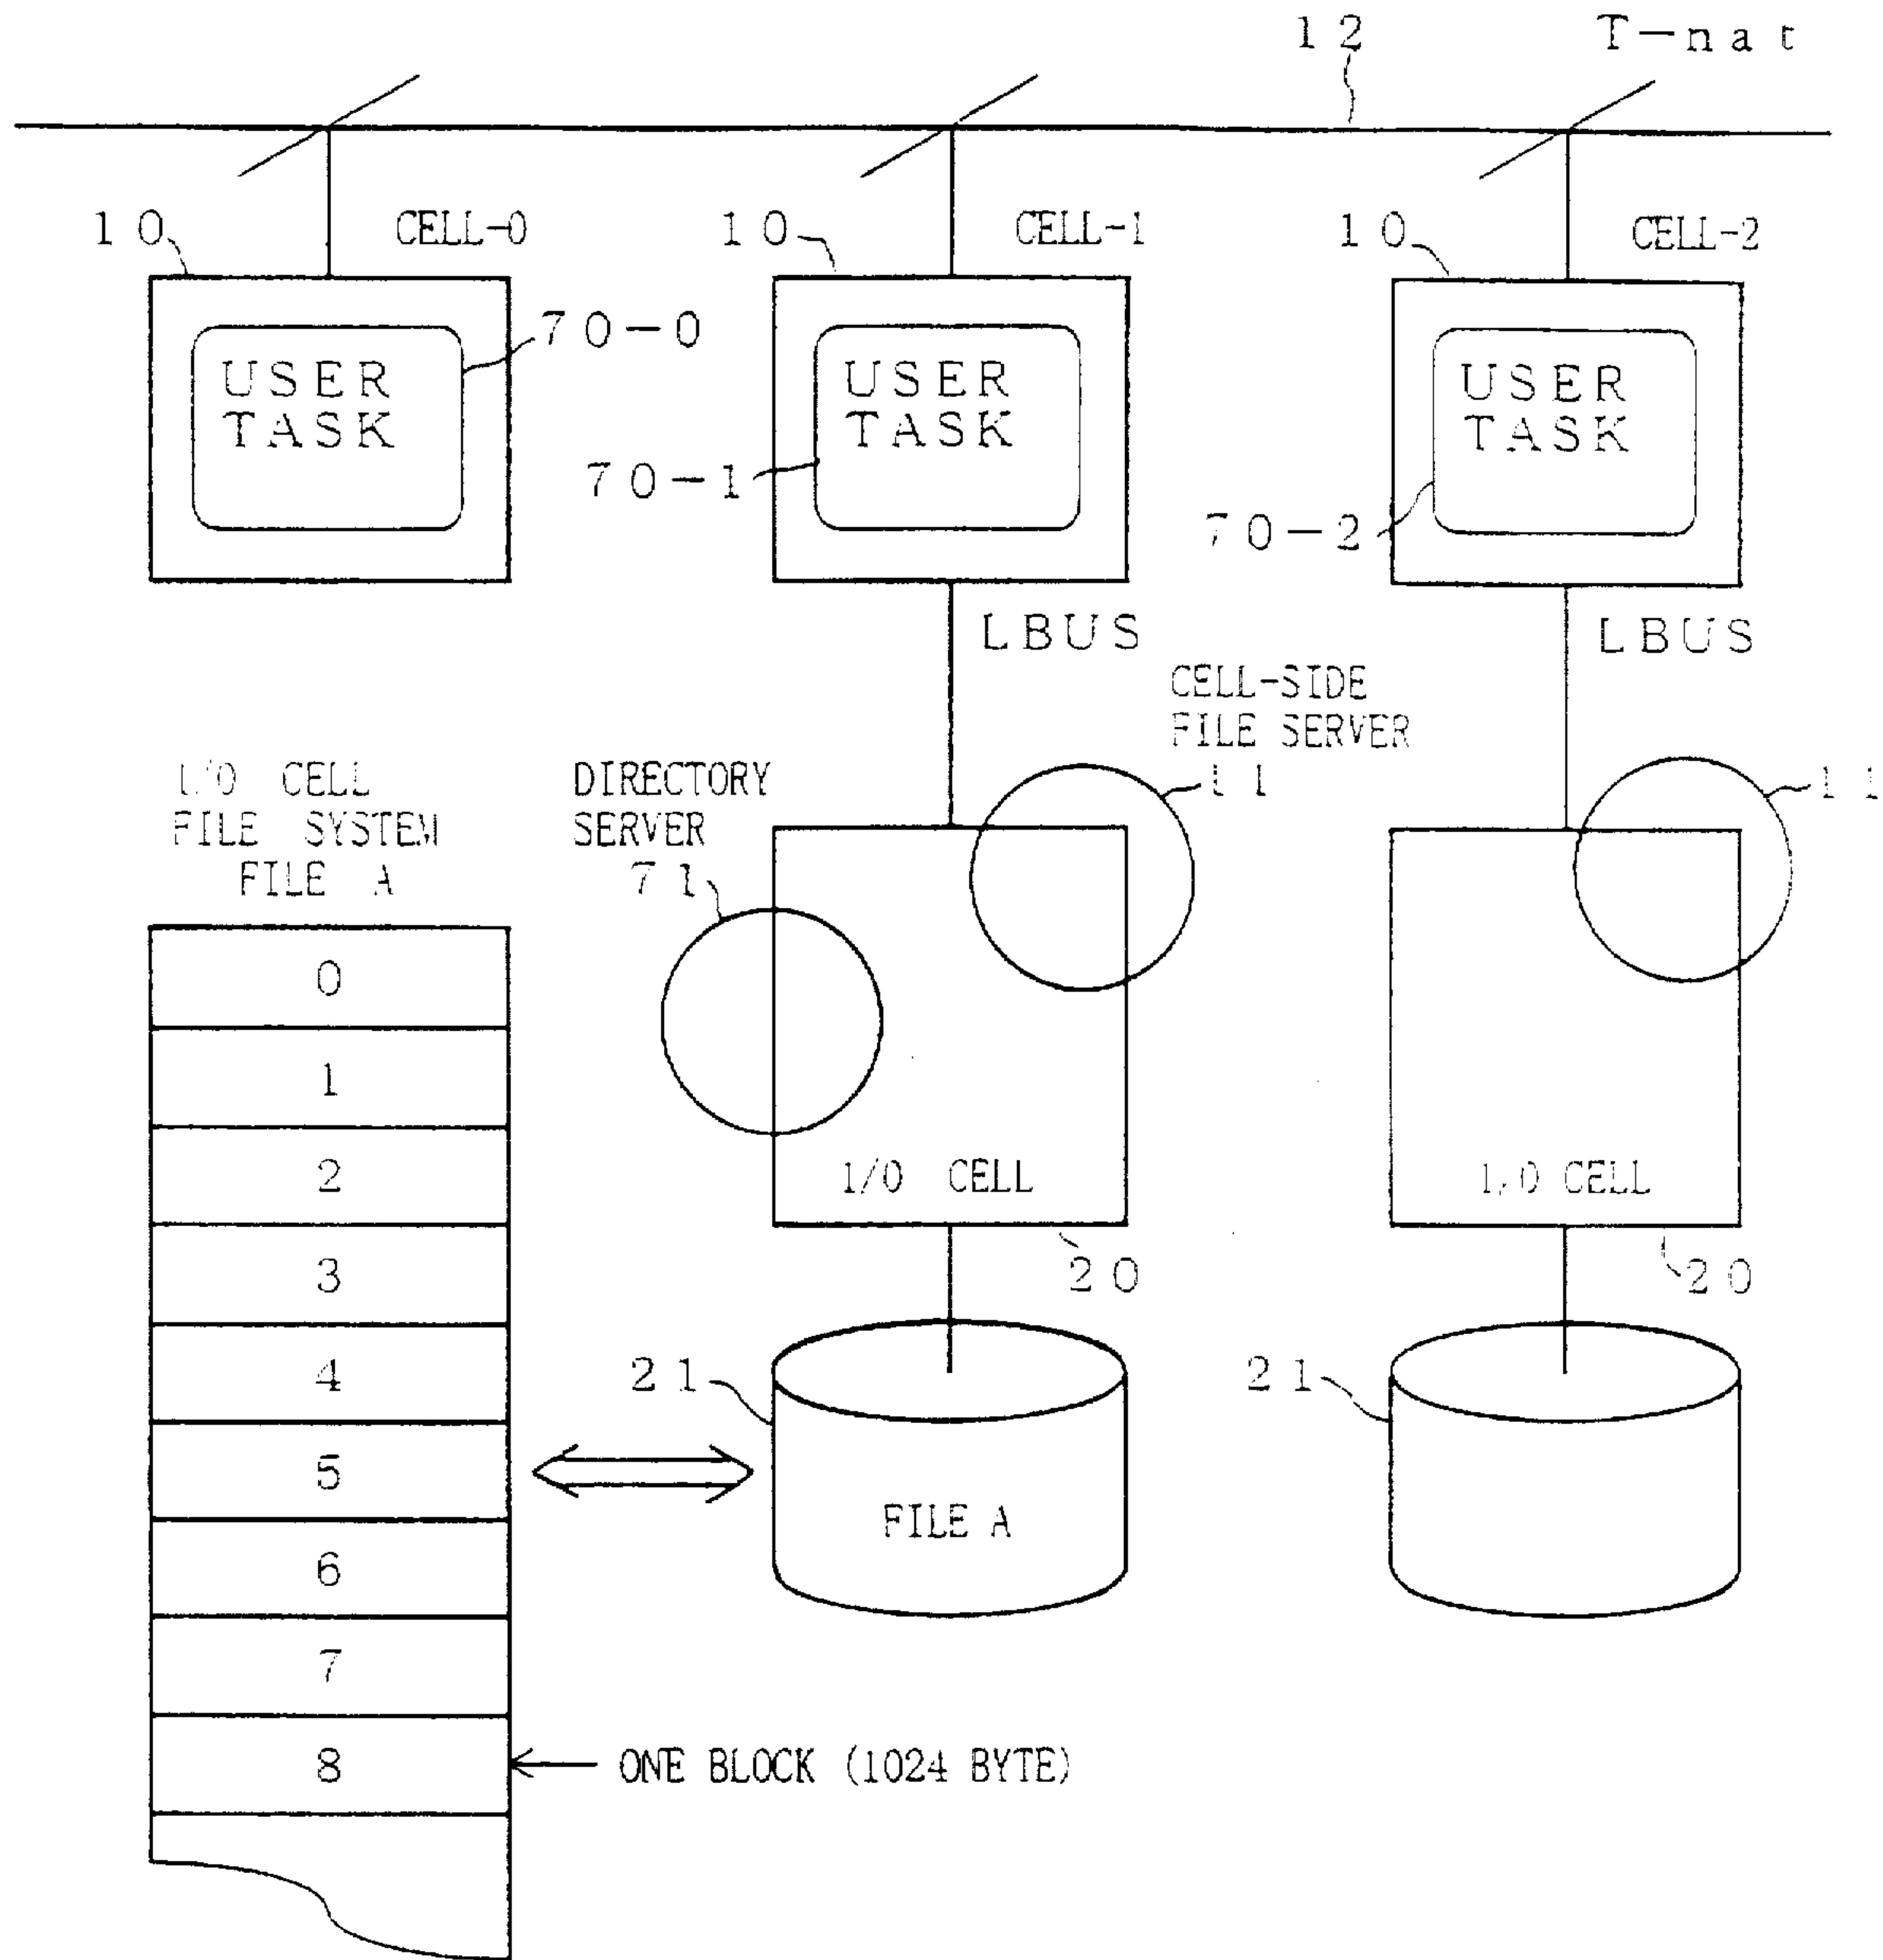 12
T-nat
10
CELL-0
10
CELL-1
10
CELL-2
USER
TASK
70-0
USER
TASK
70-1
USER
TASK
70-2
LBUS
LBUS
CELL-SIDE
FILE SERVER
11
11
I/O CELL
FILE SYSTEM
FILE A
DIRECTORY
SERVER
71
0
1
2
3
4
5
6
7
8
I/O CELL
20
I/O CELL
20
21
FILE A
21
ONE BLOCK (1024 BYTE)